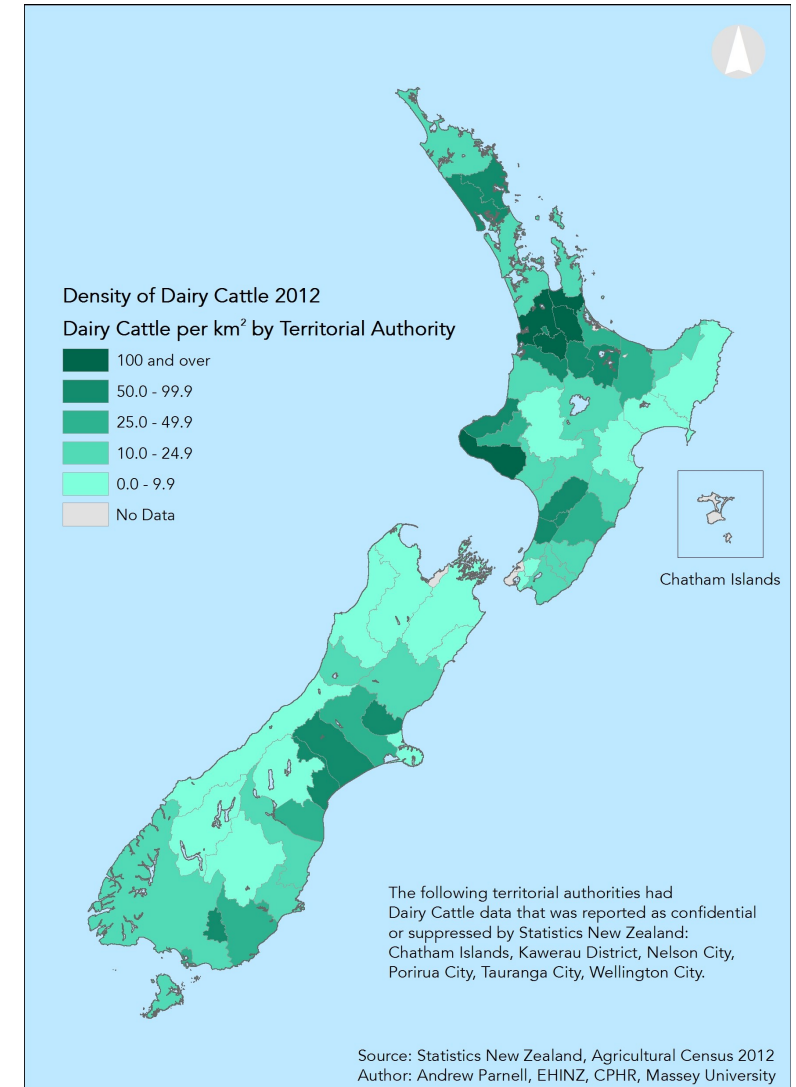 Density of Dairy Cattle 2012
Dairy Cattle per km² by Territorial Authority
100 and over
50.0 - 99.9
25.0 - 49.9
10.0 - 24.9
0.0 - 9.9
No Data
Chatham Islands
The following territorial authorities had
Dairy Cattle data that was reported as confidential
or suppressed by Statistics New Zealand:
Chatham Islands, Kawerau District, Nelson City,
Porirua City, Tauranga City, Wellington City.
Source: Statistics New Zealand, Agricultural Census 2012
Author: Andrew Parnell, EHINZ, CPHR, Massey University